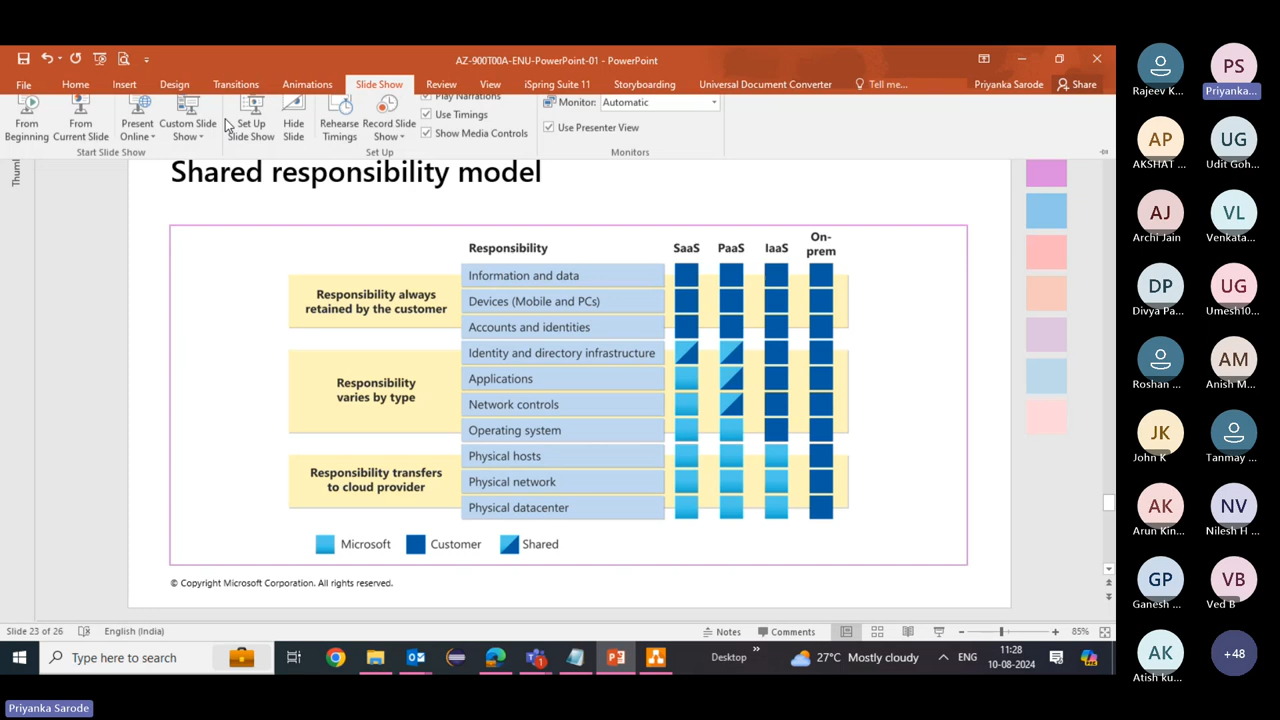 AZ-900T00A-ENU-PowerPoint-01 - PowerPoint
File Home Insert Design Transitions Animations Slide Show Review View iSpring Suite 11 Storyboarding Universal Document Converter Tell me... Priyanka Sarode Share
From Beginning
From Current Slide
Present Online
Custom Slide Show
Set Up Slide Show
Hide Slide
Rehearse Timings
Record Slide Show
Play Narrations
Use Timings
Show Media Controls
Monitor: Automatic
Use Presenter View
Start Slide Show
Set Up
Monitors
Thum
Shared responsibility model
Responsibility SaaS PaaS IaaS On-prem
Responsibility always
retained by the customer
Information and data
Devices (Mobile and PCs)
Accounts and identities
Responsibility
varies by type
Identity and directory infrastructure
Applications
Network controls
Operating system
Responsibility transfers
to cloud provider
Physical hosts
Physical network
Physical datacenter
Microsoft Customer Shared
© Copyright Microsoft Corporation. All rights reserved.
Slide 23 of 26 English (India) Notes Comments 85%
Type here to search Desktop 27°C Mostly cloudy ENG 11:28
10-08-2024
Priyanka Sarode
Rajeev K...
PS
Priyanka...
AP
AKSHAT ...
UG
Udit Goh...
AJ
Archi Jain
VL
Venkata...
DP
Divya Pa...
UG
Umesh10...
Roshan ...
AM
Anish M...
JK
John K
Tanmay ...
AK
Arun Kin...
NV
Nilesh H ...
GP
Ganesh ...
VB
Ved B
AK
Atish ku...
+48